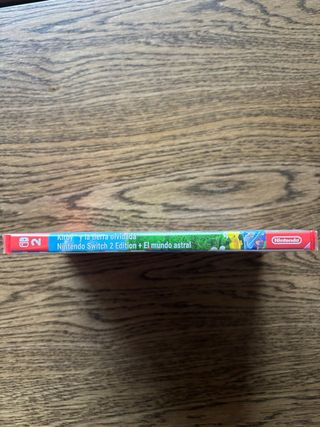 2
Kirby y la tierra olvidada
Nintendo Switch 2 Edition + El mundo astral
Nintendo